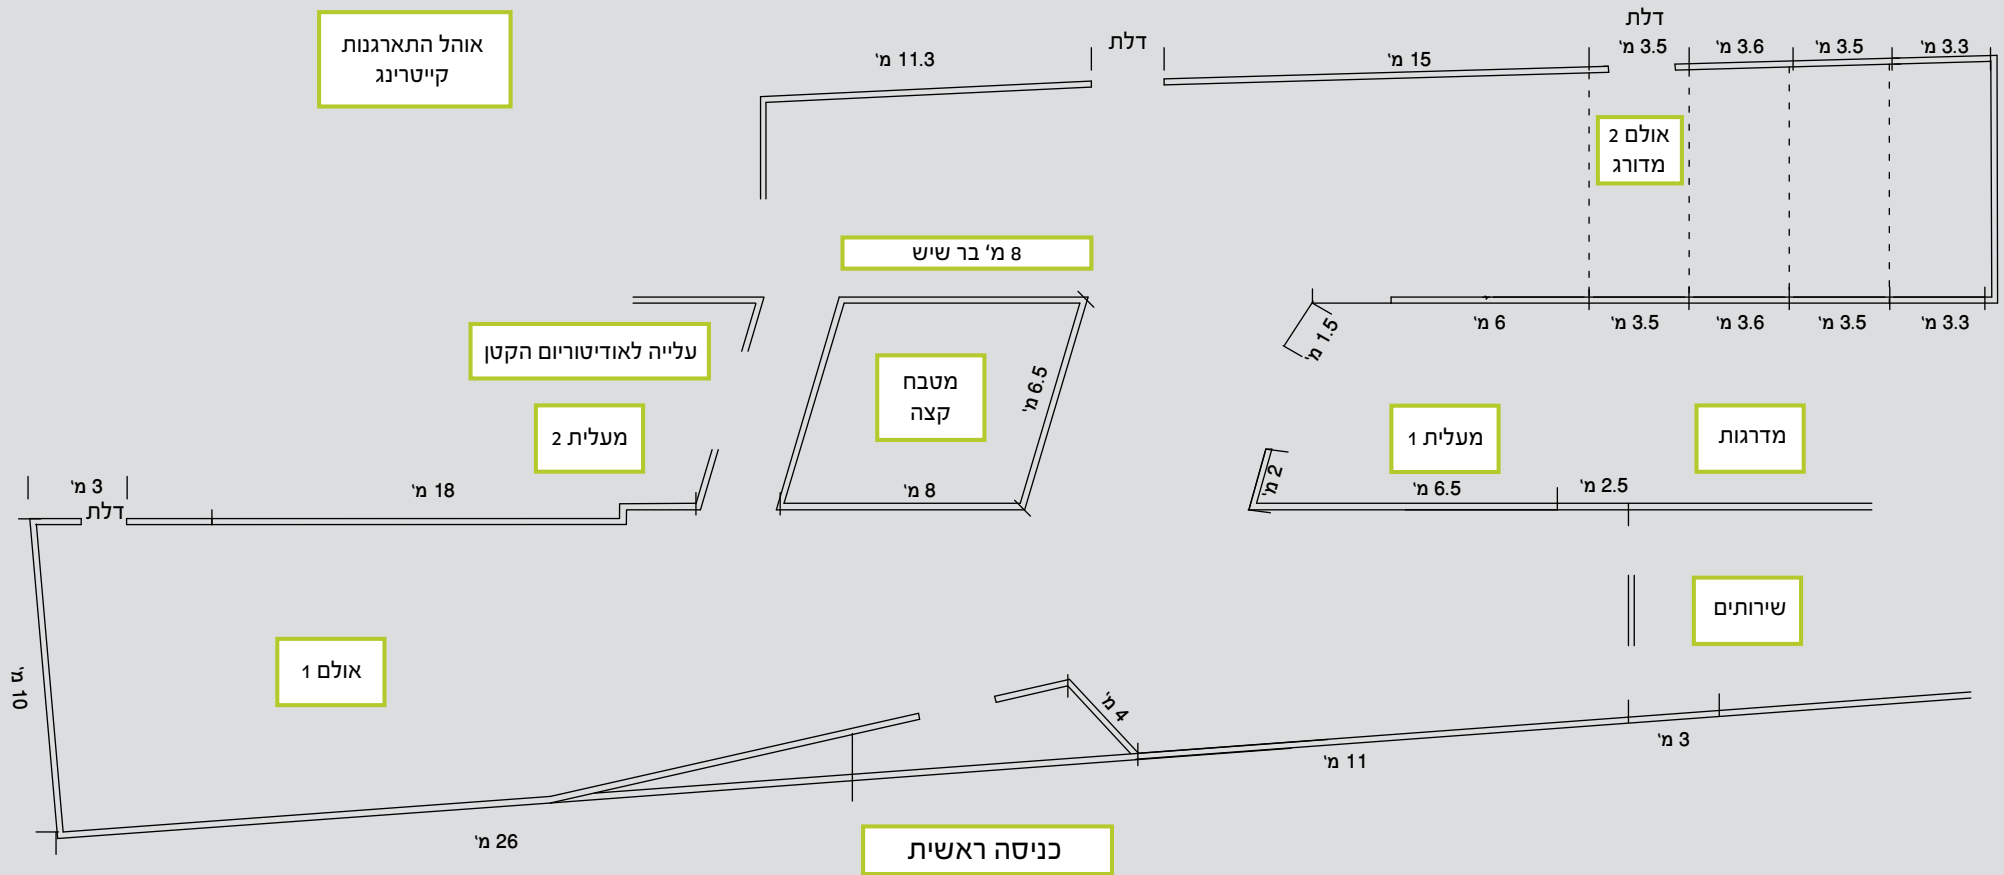 דלת
3.5 מ'
3.6 מ'
3.5 מ'
3.3 מ'
15 מ'
דלת
11.3 מ'
אוהל התארגנות
קייטרינג
אולם 2
מדורג
8 מ' בר שיש
3.3 מ'
3.5 מ'
3.6 מ'
3.5 מ'
6 מ'
1.5 מ'
עלייה לאודיטוריום הקטן
מטבח
קצה
6.5 מ'
מדרגות
מעלית 1
מעלית 2
2 מ'
2.5 מ'
6.5 מ'
8 מ'
18 מ'
3 מ'
דלת
שירותים
אולם 1
10 מ'
4 מ'
3 מ'
11 מ'
26 מ'
כניסה ראשית